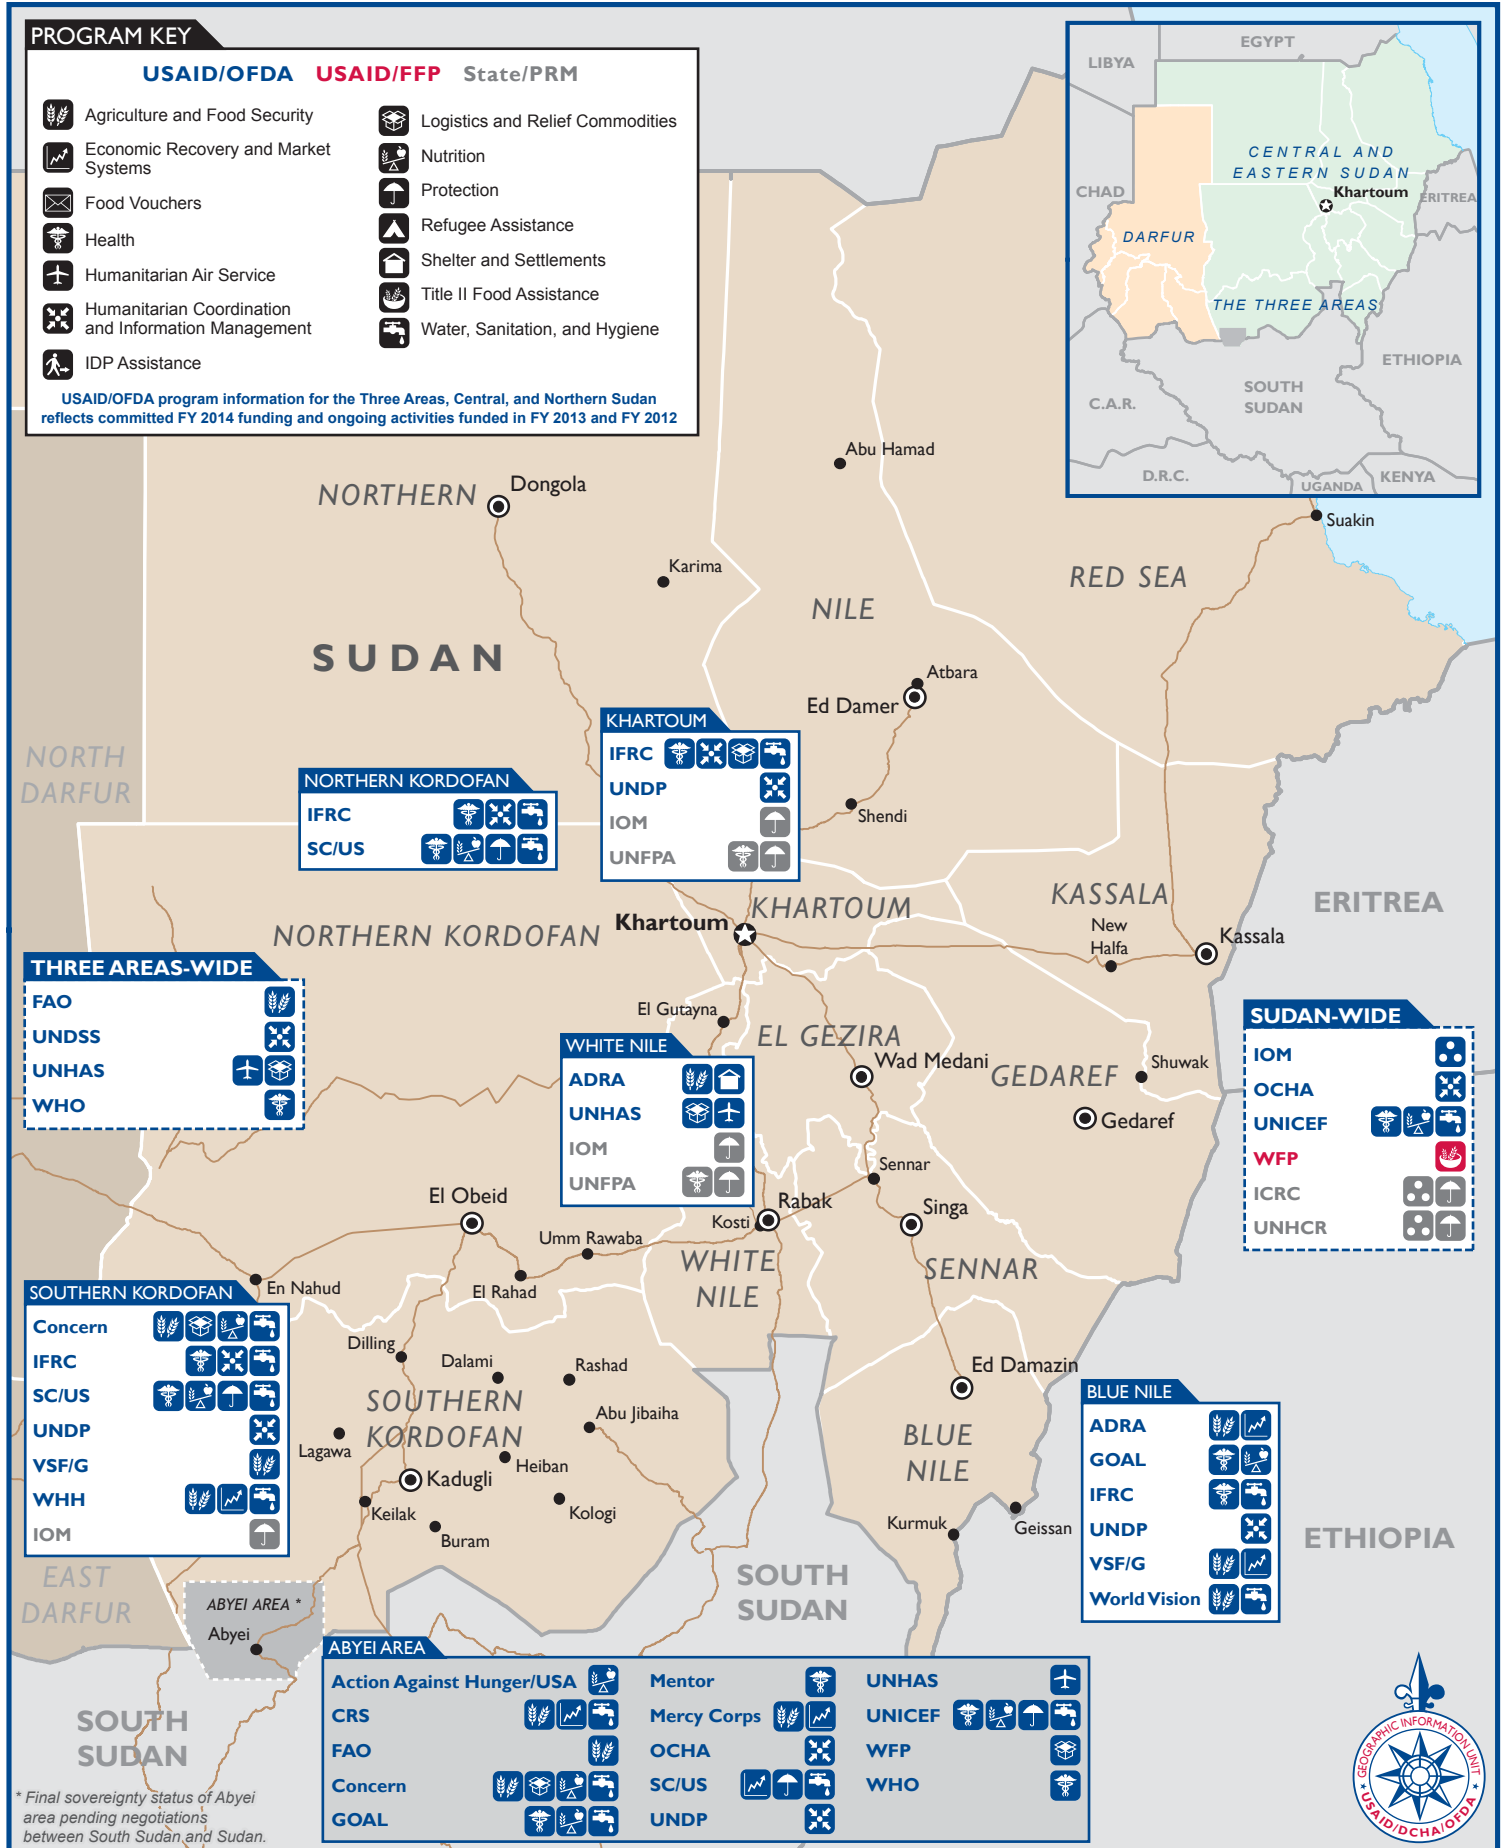 PROGRAM KEY
USAID/OFDA USAID/FFP State/PRM
Agriculture and Food Security
Economic Recovery and Market
Systems
Food Vouchers
Health
Humanitarian Air Service
Humanitarian Coordination
and Information Management
IDP Assistance
Logistics and Relief Commodities
Nutrition
Protection
Refugee Assistance
Shelter and Settlements
Title II Food Assistance
Water, Sanitation, and Hygiene
USAID/OFDA program information for the Three Areas, Central, and Northern Sudan
reflects committed FY 2014 funding and ongoing activities funded in FY 2013 and FY 2012
EGYPT
LIBYA
CENTRAL AND
EASTERN SUDAN
CHAD
Khartoum
ERITREA
DARFUR
THE THREE AREAS
ETHIOPIA
SOUTH
SUDAN
C.A.R.
D.R.C.
UGANDA
KENYA
Abu Hamad
NORTHERN
Dongola
Suakin
Karima
RED SEA
NILE
SUDAN
Atbara
Ed Damer
NORTH
DARFUR
Shendi
KHARTOUM
IFRC
UNDP
IOM
UNFPA
NORTHERN KORDOFAN
IFRC
SC/US
KASSALA
ERITREA
KHARTOUM
Khartoum
NORTHERN KORDOFAN
New
Halfa
Kassala
THREE AREAS-WIDE
FAO
UNDSS
UNHAS
WHO
El Gutayna
EL GEZIRA
Wad Medani
GEDAREF
Shuwak
Gedaref
WHITE NILE
ADRA
UNHAS
IOM
UNFPA
SUDAN-WIDE
IOM
OCHA
UNICEF
WFP
ICRC
UNHCR
Sennar
El Obeid
Rabak
Kosti
Singa
Umm Rawaba
WHITE
NILE
SENNAR
En Nahud
El Rahad
SOUTHERN KORDOFAN
Concern
IFRC
SC/US
UNDP
VSF/G
WHH
IOM
Dilling
Dalami
Rashad
Ed Damazin
SOUTHERN
KORDOFAN
Abu Jibaiha
Lagawa
Heiban
Kadugli
Keilak
Kologi
Buram
BLUE
NILE
Kurmuk
Geissan
BLUE NILE
ADRA
GOAL
IFRC
UNDP
VSF/G
World Vision
ETHIOPIA
EAST
DARFUR
SOUTH
SUDAN
ABYEI AREA *
Abyei
ABYEI AREA
Action Against Hunger/USA
CRS
FAO
Concern
GOAL
Mentor
Mercy Corps
OCHA
SC/US
UNDP
UNHAS
UNICEF
WFP
WHO
SOUTH
SUDAN
* Final sovereignty status of Abyei
area pending negotiations
between South Sudan and Sudan.
GEOGRAPHIC INFORMATION UNIT
USAID/DCHA/OFDA